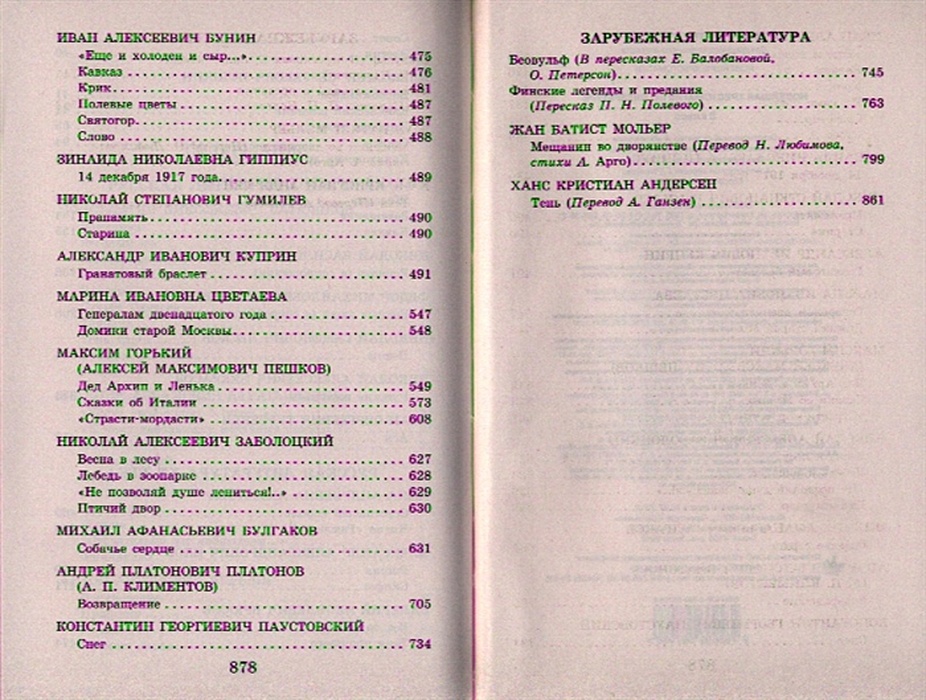 ИВАН АЛЕКСЕЕВИЧ БУНИН
«Еще и холоден и сыр...» 475
Кавказ 476
Крик 481
Полевые цветы 487
Святогор 487
Слово 488
ЗИНАИДА НИКОЛАЕВНА ГИППИУС
14 декабря 1917 года 489
НИКОЛАЙ СТЕПАНОВИЧ ГУМИЛЕВ
Прапамять 490
Старина 490
АЛЕКСАНДР ИВАНОВИЧ КУПРИН
Гранатовый браслет 491
МАРИНА ИВАНОВНА ЦВЕТАЕВА
Генералам двенадцатого года 547
Домики старой Москвы 548
МАКСИМ ГОРЬКИЙ
(АЛЕКСЕЙ МАКСИМОВИЧ ПЕШКОВ)
Дед Архип и Ленька 549
Сказки об Италии 573
«Страсти-мордасти» 608
НИКОЛАЙ АЛЕКСЕЕВИЧ ЗАБОЛОЦКИЙ
Весна в лесу 627
Лебедь в зоопарке 628
«Не позволяй душе лениться!..» 629
Птичий двор 630
МИХАИЛ АФАНАСЬЕВИЧ БУЛГАКОВ
Собачье сердце 631
АНДРЕЙ ПЛАТОНОВИЧ ПЛАТОНОВ
(А. П. КЛИМЕНТОВ)
Возвращение 705
КОНСТАНТИН ГЕОРГИЕВИЧ ПАУСТОВСКИЙ
Снег 734
878
ЗАРУБЕЖНАЯ ЛИТЕРАТУРА
Беовульф (В пересказах Е. Балобановой,
О. Петерсон) 745
Финские легенды и предания
(Пересказ П. Н. Полевого) 763
ЖАН БАТИСТ МОЛЬЕР
Мещанин во дворянстве (Перевод Н. Любимова,
стихи А. Арго) 799
ХАНС КРИСТИАН АНДЕРСЕН
Тень (Перевод А. Ганзен) 861